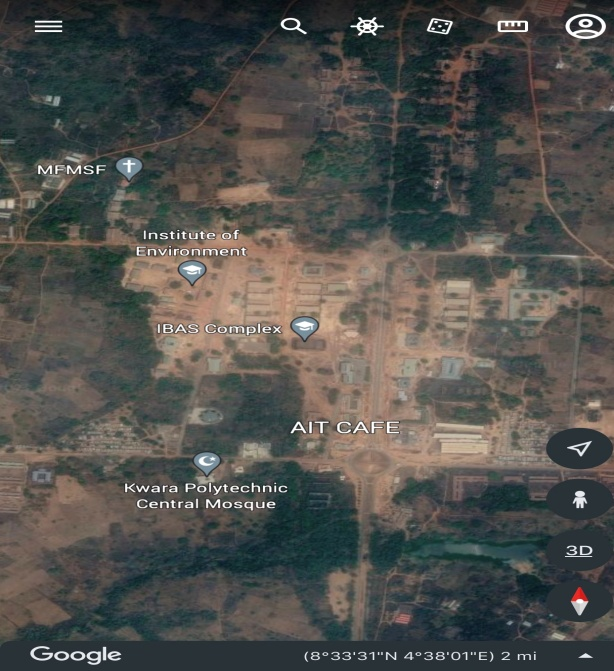 MFMSF
Institute of
Environment
IBAS Complex
AIT CAFE
Kwara Polytechnic
Central Mosque
3D
Google
(8°33'31"N 4°38'01"E) 2 mi